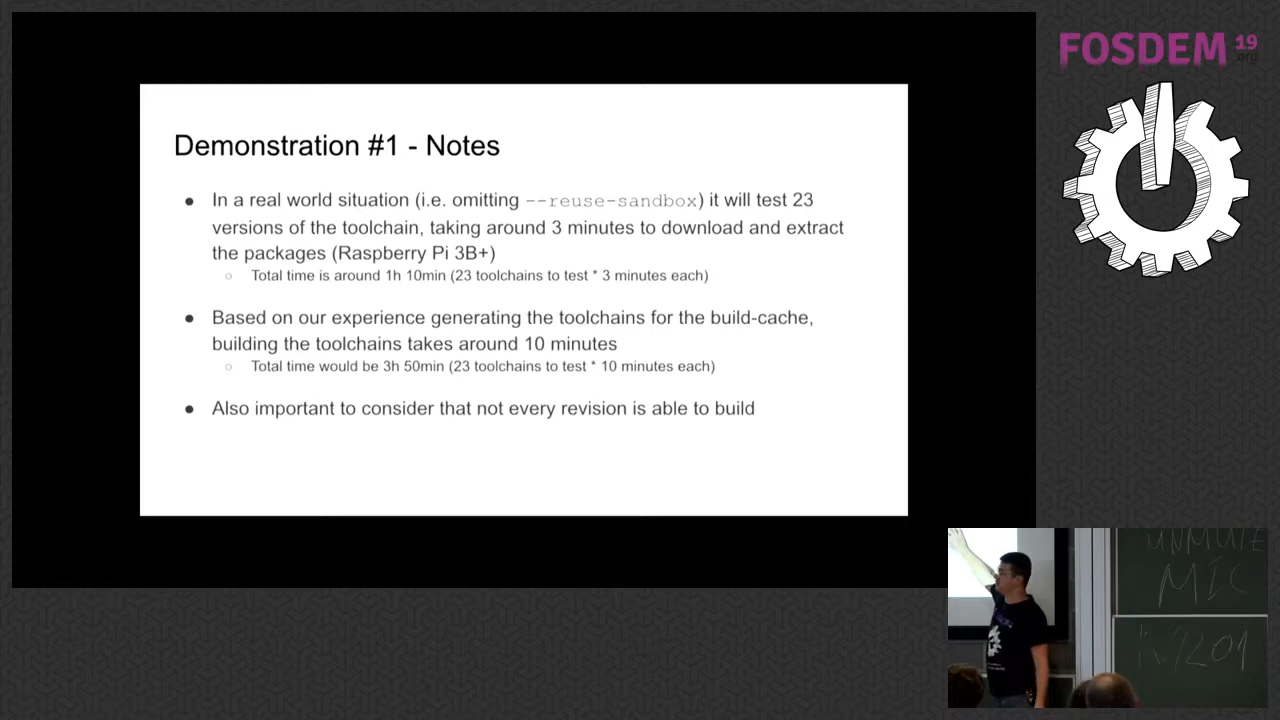 FOSDEM 19
.org
Demonstration #1 - Notes
● In a real world situation (i.e. omitting --reuse-sandbox) it will test 23
versions of the toolchain, taking around 3 minutes to download and extract
the packages (Raspberry Pi 3B+)
○ Total time is around 1h 10min (23 toolchains to test * 3 minutes each)
● Based on our experience generating the toolchains for the build-cache,
building the toolchains takes around 10 minutes
○ Total time would be 3h 50min (23 toolchains to test * 10 minutes each)
● Also important to consider that not every revision is able to build
UNMUTE
MIC